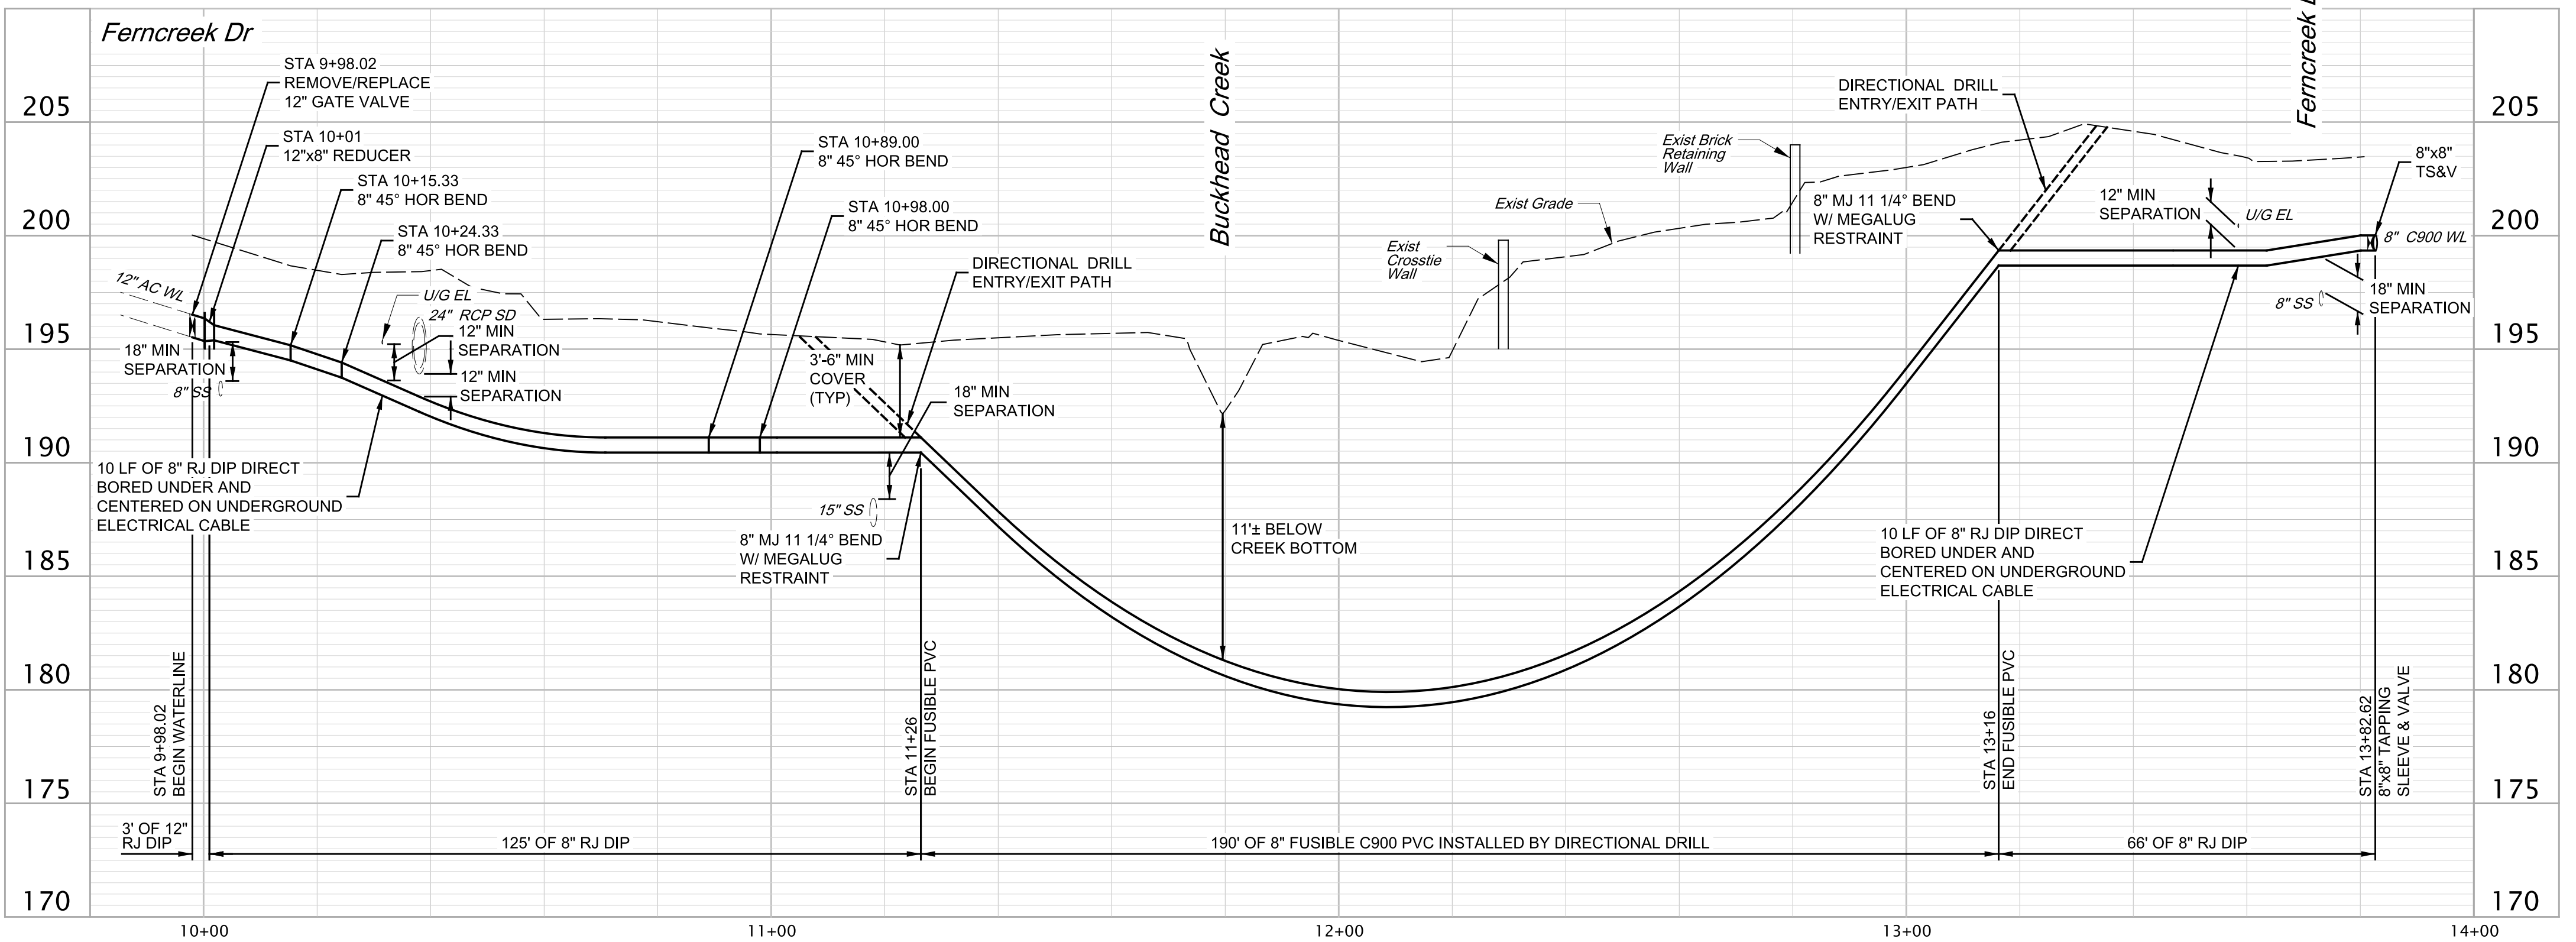 Ferncreek Dr
STA 9+98.02
REMOVE/REPLACE
12" GATE VALVE
STA 10+01
12"x8" REDUCER
STA 10+15.33
8" 45° HOR BEND
STA 10+24.33
8" 45° HOR BEND
12" AC WL
U/G EL
24" RCP SD
12" MIN
SEPARATION
12" MIN
SEPARATION
18" MIN
SEPARATION
8" SS
10 LF OF 8" RJ DIP DIRECT
BORED UNDER AND
CENTERED ON UNDERGROUND
ELECTRICAL CABLE
STA 10+89.00
8" 45° HOR BEND
STA 10+98.00
8" 45° HOR BEND
DIRECTIONAL DRILL
ENTRY/EXIT PATH
3'-6" MIN
COVER
(TYP)
18" MIN
SEPARATION
15" SS
8" MJ 11 1/4° BEND
W/ MEGALUG
RESTRAINT
Buckhead Creek
11'± BELOW
CREEK BOTTOM
Exist
Crosstie
Wall
Exist Grade
Exist Brick
Retaining
Wall
DIRECTIONAL DRILL
ENTRY/EXIT PATH
8" MJ 11 1/4° BEND
W/ MEGALUG
RESTRAINT
12" MIN
SEPARATION
U/G EL
Ferncreek
8"x8"
TS&V
8" C900 WL
18" MIN
SEPARATION
8" SS
10 LF OF 8" RJ DIP DIRECT
BORED UNDER AND
CENTERED ON UNDERGROUND
ELECTRICAL CABLE
STA 9+98.02
BEGIN WATERLINE
STA 11+26
BEGIN FUSIBLE PVC
STA 13+16
END FUSIBLE PVC
STA 13+82.62
8"x8" TAPPING
SLEEVE & VALVE
3' OF 12"
RJ DIP
125' OF 8" RJ DIP
190' OF 8" FUSIBLE C900 PVC INSTALLED BY DIRECTIONAL DRILL
66' OF 8" RJ DIP
205
200
195
190
185
180
175
170
205
200
195
190
185
180
175
170
10+00
11+00
12+00
13+00
14+00